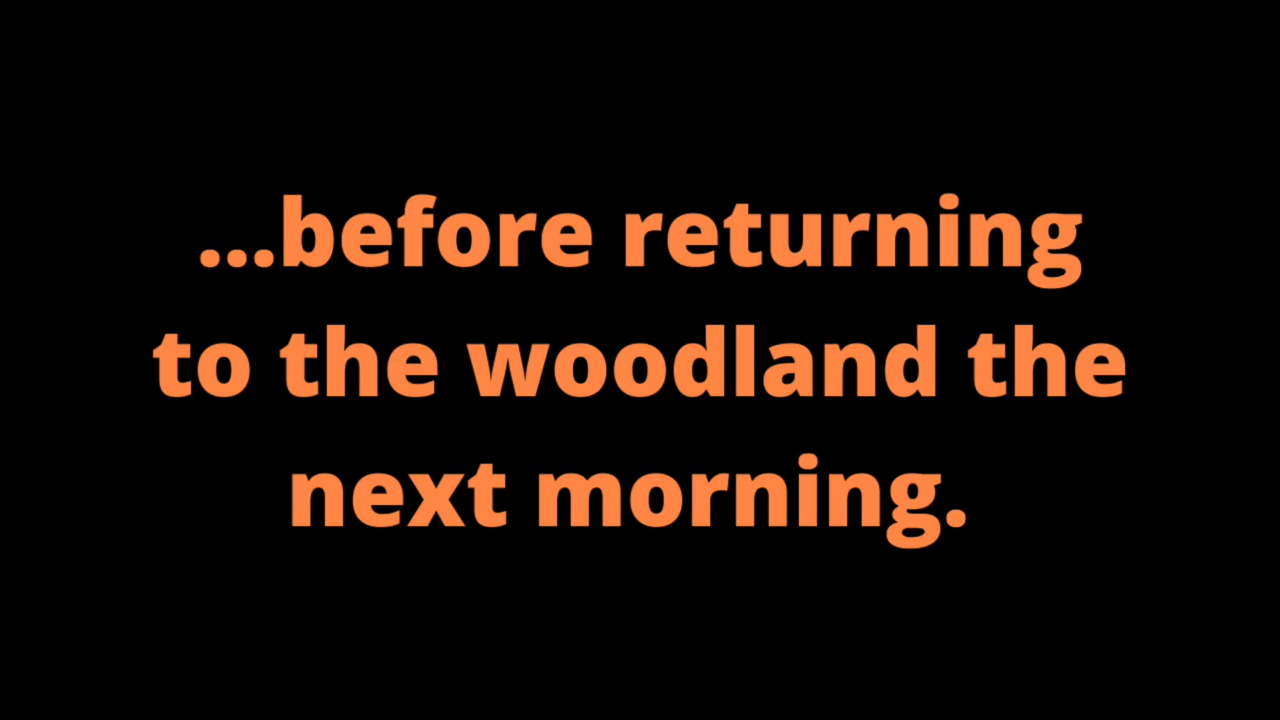 ...before returning
to the woodland the
next morning.